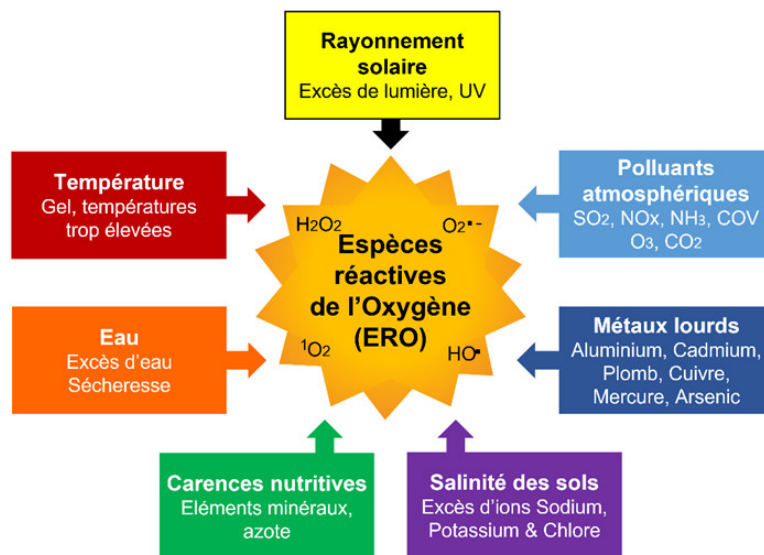 Rayonnement
solaire
Excès de lumière, UV
Température
Gel, températures
trop élevées
Polluants
atmosphériques
SO₂, NOx, NH₃, COV
O₃, CO₂
H₂O₂
O₂▪-
Espèces
réactives
de l'Oxygène
(ERO)
¹O₂
HO▪
Eau
Excès d'eau
Sécheresse
Métaux lourds
Aluminium, Cadmium,
Plomb, Cuivre,
Mercure, Arsenic
Carences nutritives
Eléments minéraux,
azote
Salinité des sols
Excès d'ions Sodium,
Potassium & Chlore